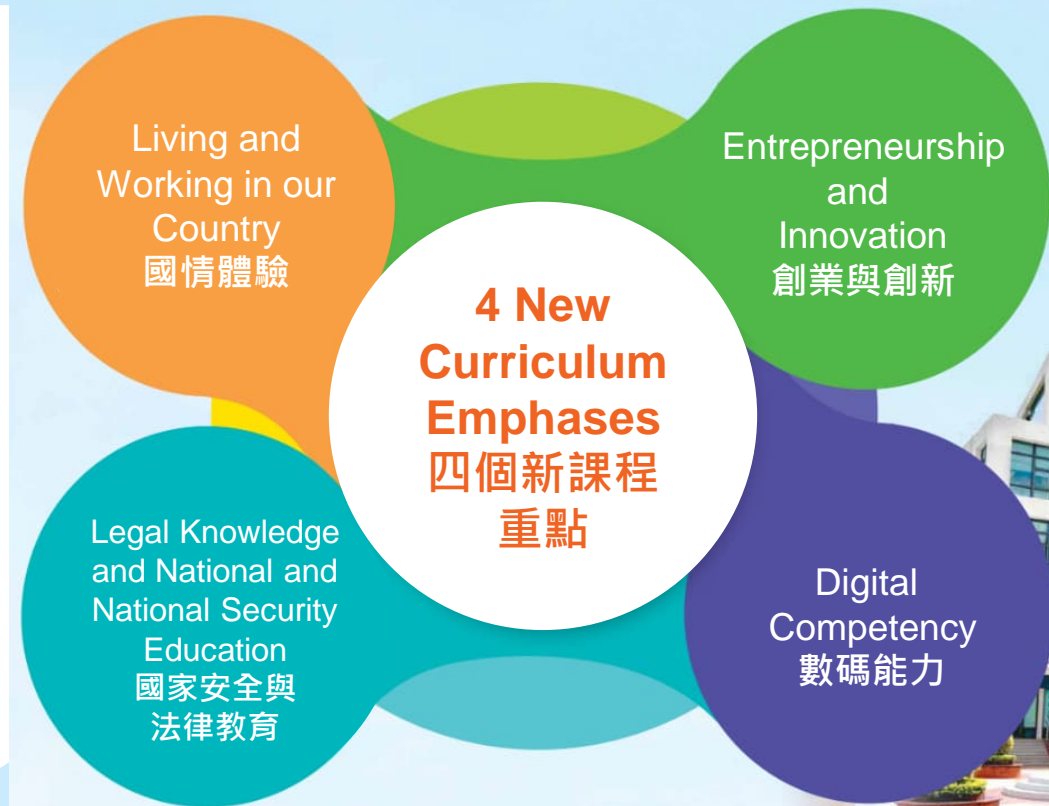 Living and
Working in our
Country
國情體驗
Entrepreneurship
and
Innovation
創業與創新
4 New
Curriculum
Emphases
四個新課程
重點
Legal Knowledge
and National and
National Security
Education
國家安全與
法律教育
Digital
Competency
數碼能力